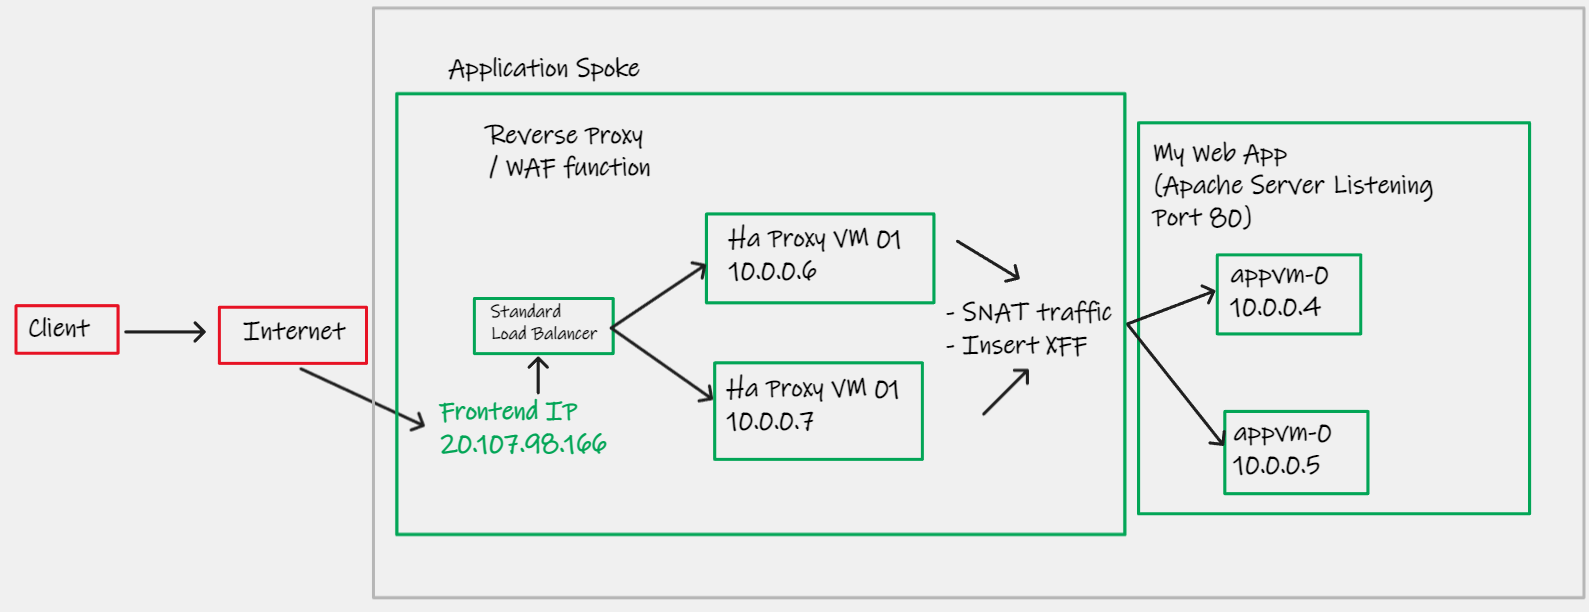 Application Spoke
Reverse Proxy
/ WAF function
My Web App
(Apache Server Listening
Port 80)
Ha Proxy VM 01
10.0.0.6
appvm-0
10.0.0.4
Standard
Load Balancer
Client
Internet
- SNAT traffic
- Insert XFF
Ha Proxy VM 01
10.0.0.7
Frontend IP
20.107.98.166
appvm-0
10.0.0.5